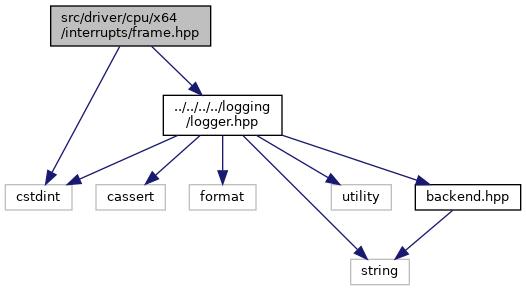 src/driver/cpu/x64
/interrupts/frame.hpp
../../../../logging
/logger.hpp
cstdint
cassert
format
utility
backend.hpp
string